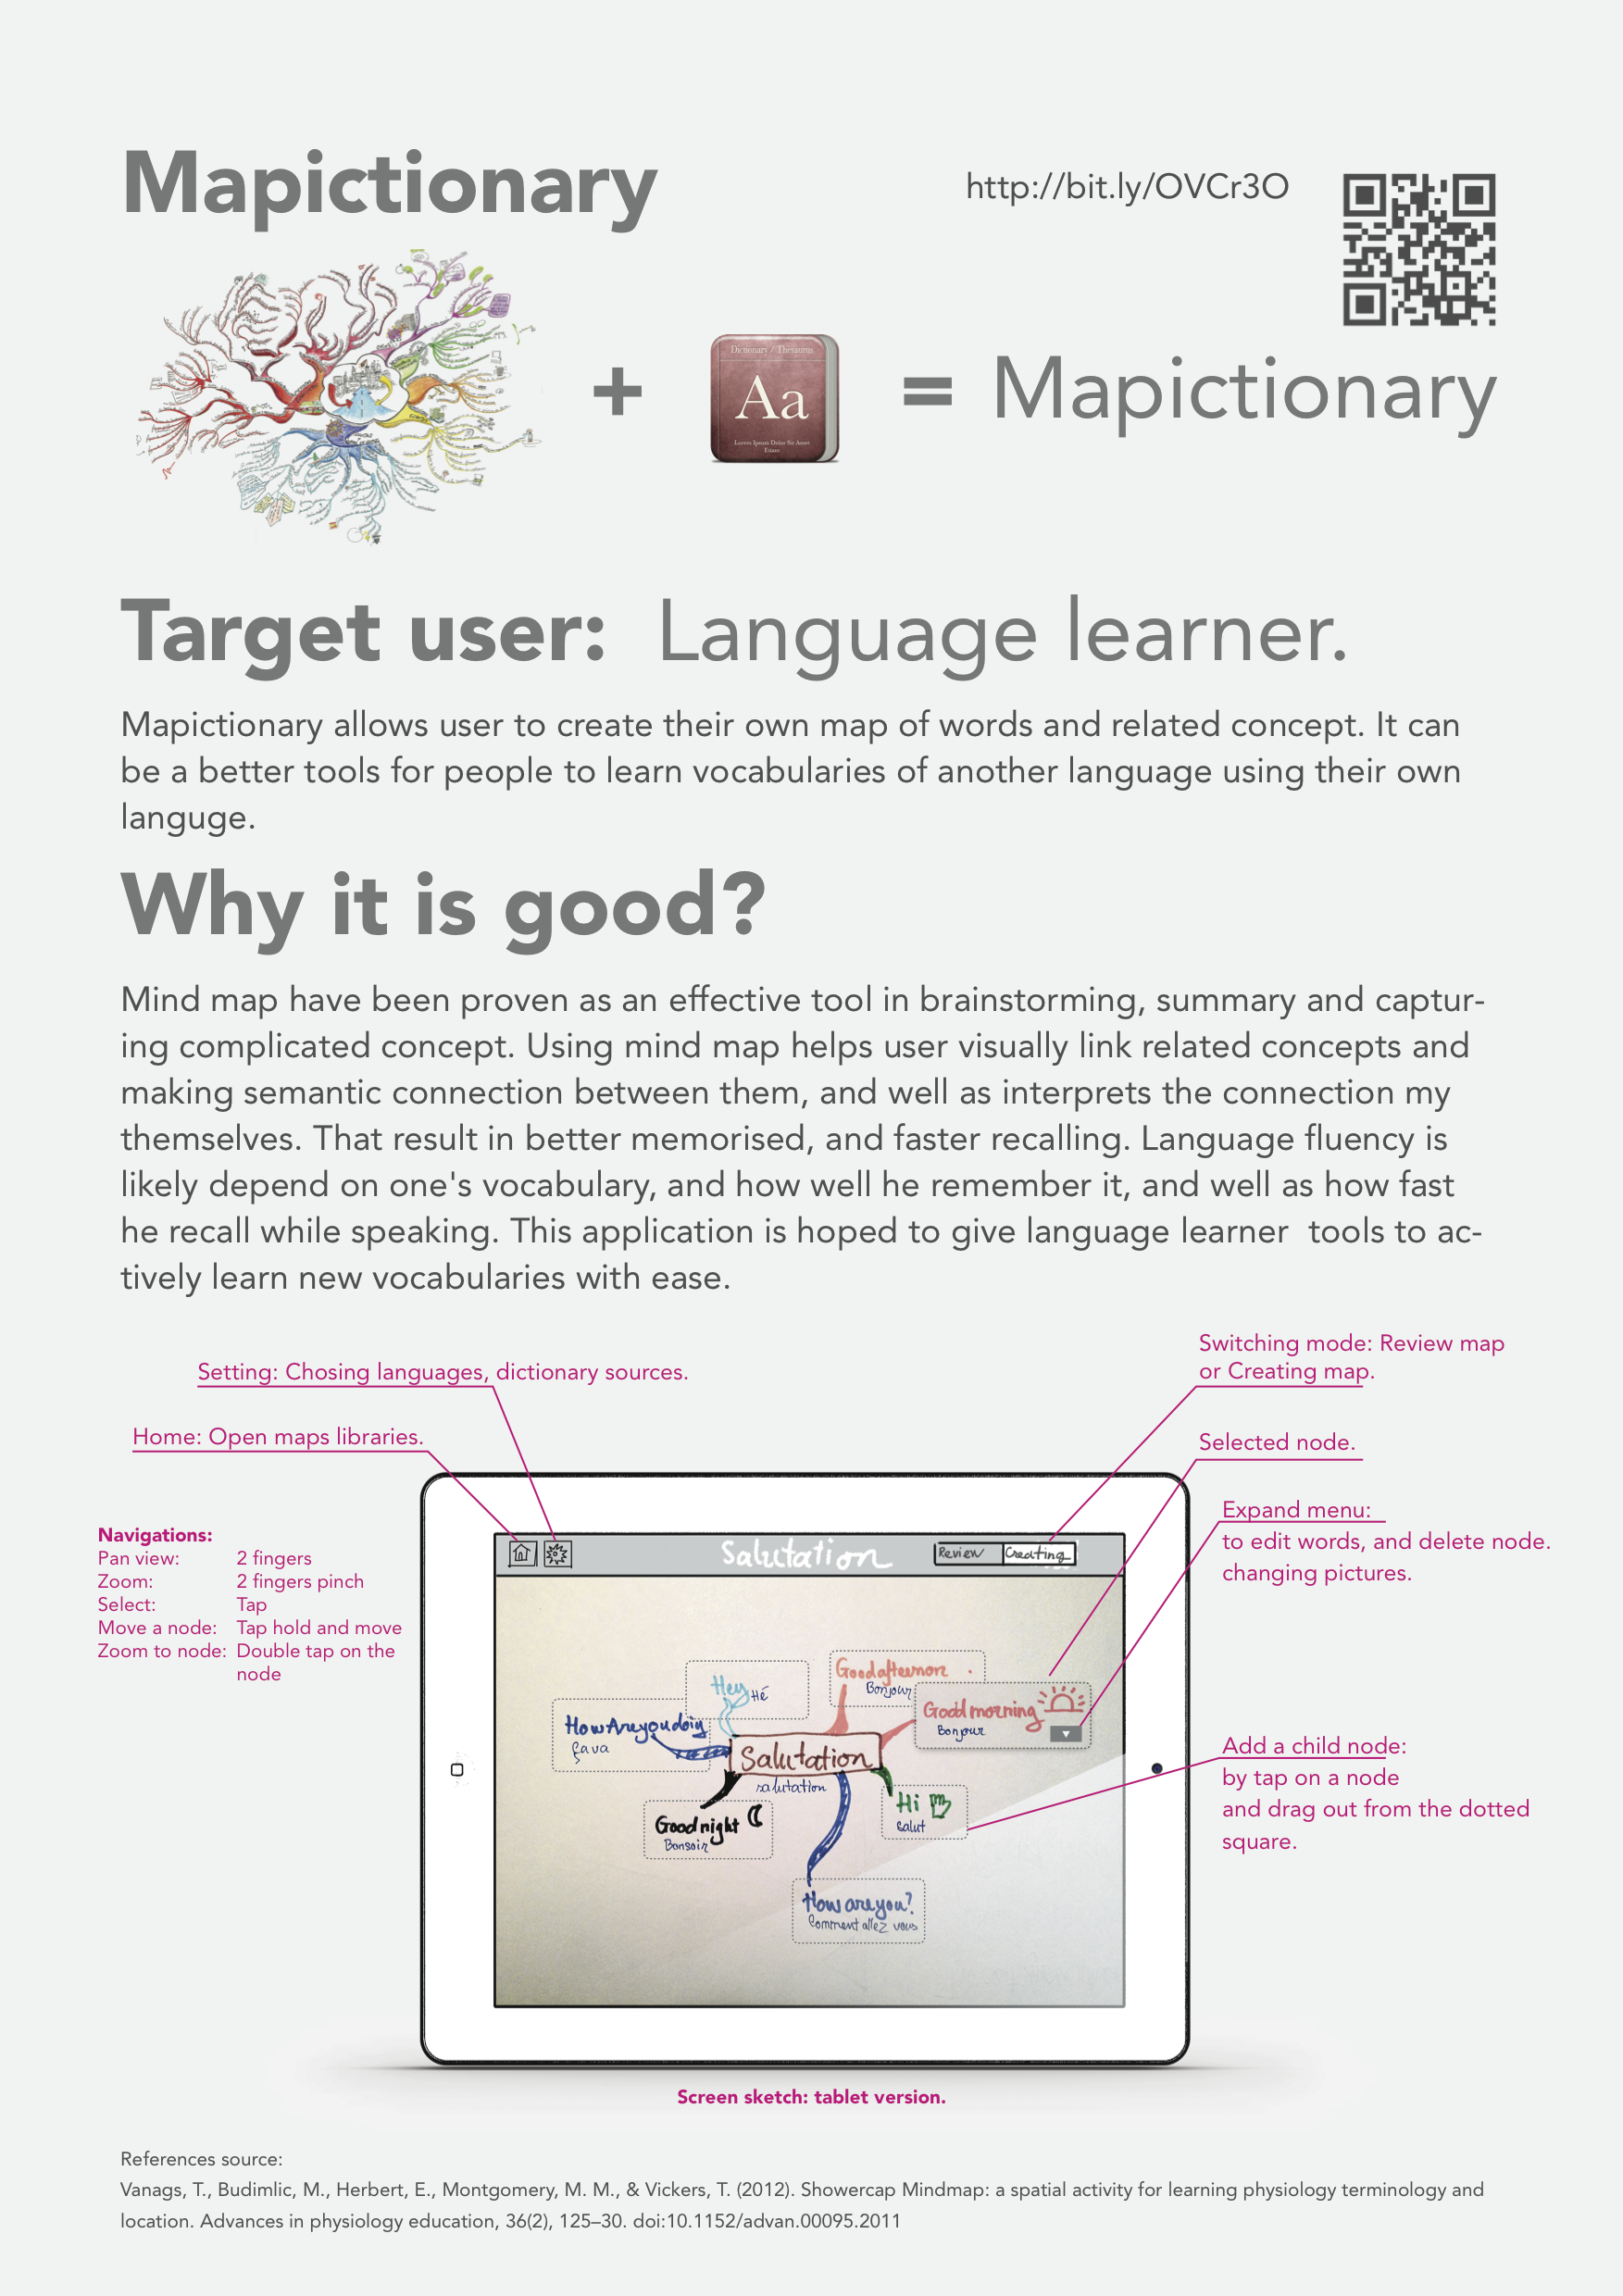 Mapictionary
http://bit.ly/OVCr3O
Dictionary / Thesaurus
Aa
Lorem Ipsum Dolor Sit Amet
+
= Mapictionary
Target user: Language learner.
Mapictionary allows user to create their own map of words and related concept. It can
be a better tools for people to learn vocabularies of another language using their own
languge.
Why it is good?
Mind map have been proven as an effective tool in brainstorming, summary and captur-
ing complicated concept. Using mind map helps user visually link related concepts and
making semantic connection between them, and well as interprets the connection my
themselves. That result in better memorised, and faster recalling. Language fluency is
likely depend on one's vocabulary, and how well he remember it, and well as how fast
he recall while speaking. This application is hoped to give language learner tools to ac-
tively learn new vocabularies with ease.
Setting: Chosing languages, dictionary sources.
Home: Open maps libraries.
Switching mode: Review map
or Creating map.
Selected node.
Expand menu:
to edit words, and delete node.
changing pictures.
Add a child node:
by tap on a node
and drag out from the dotted
square.
Navigations:
Pan view: 2 fingers
Zoom: 2 fingers pinch
Select: Tap
Move a node: Tap hold and move
Zoom to node: Double tap on the
node
Salutation
Review
Creating
Hey
Hé
Good afternoon
Bonjour
Good morning
Bonjour
How Are you doing
Çava
Salutation
salutation
Good night
Bonsoir
Hi
Salut
How are you?
Comment allez vous
Screen sketch: tablet version.
References source:
Vanags, T., Budimlic, M., Herbert, E., Montgomery, M. M., & Vickers, T. (2012). Showercap Mindmap: a spatial activity for learning physiology terminology and
location. Advances in physiology education, 36(2), 125–30. doi:10.1152/advan.00095.2011